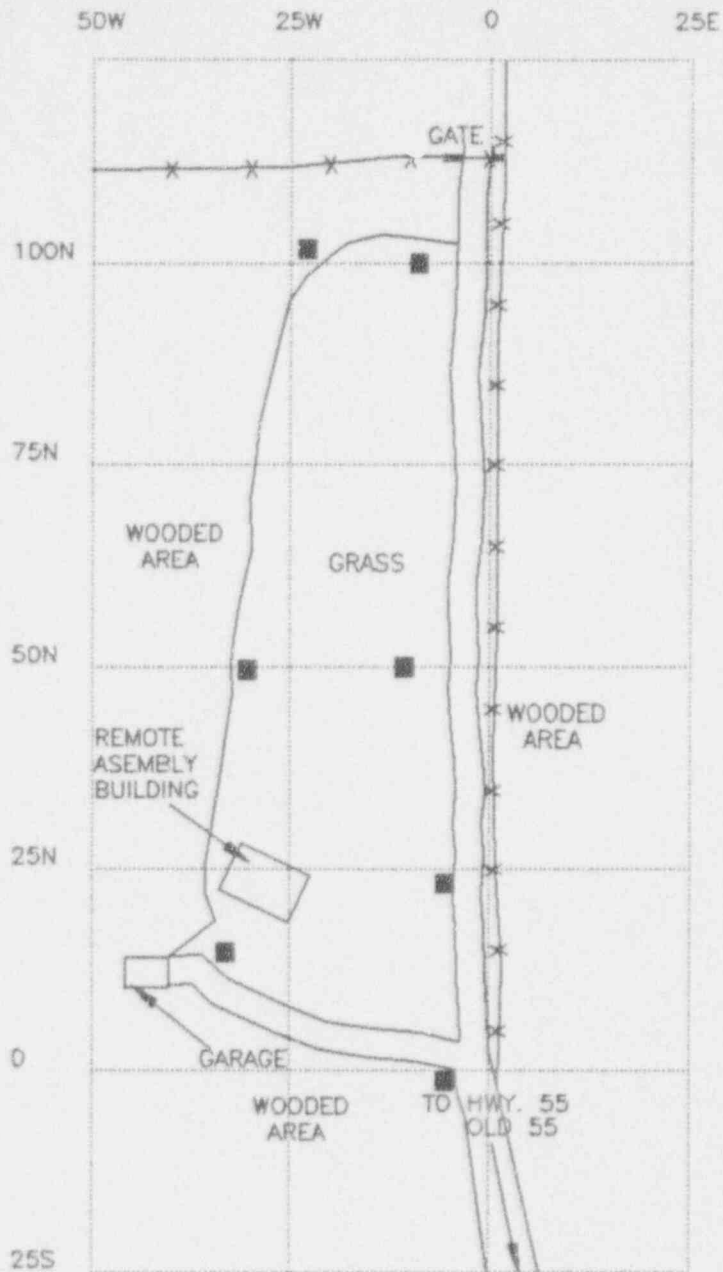 50W 25W 0 25E
GATE
100N
75N
WOODED
AREA
GRASS
50N
WOODED
AREA
REMOTE
ASEMBLY
BUILDING
25N
0
GARAGE
WOODED
AREA
TO HWY. 55
OLD 55
25S